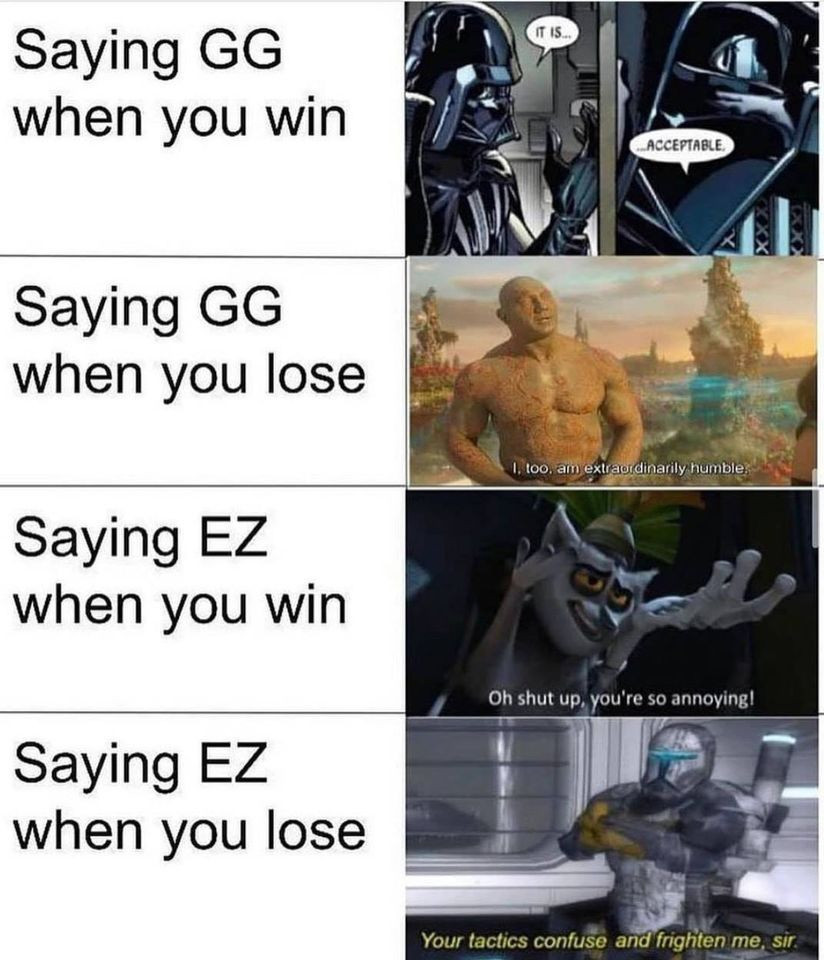 Saying GG
when you win
IT IS...
...ACCEPTABLE.
Saying GG
when you lose
I, too, am extraordinarily humble.
Saying EZ
when you win
Oh shut up, you're so annoying!
Saying EZ
when you lose
Your tactics confuse and frighten me, sir.